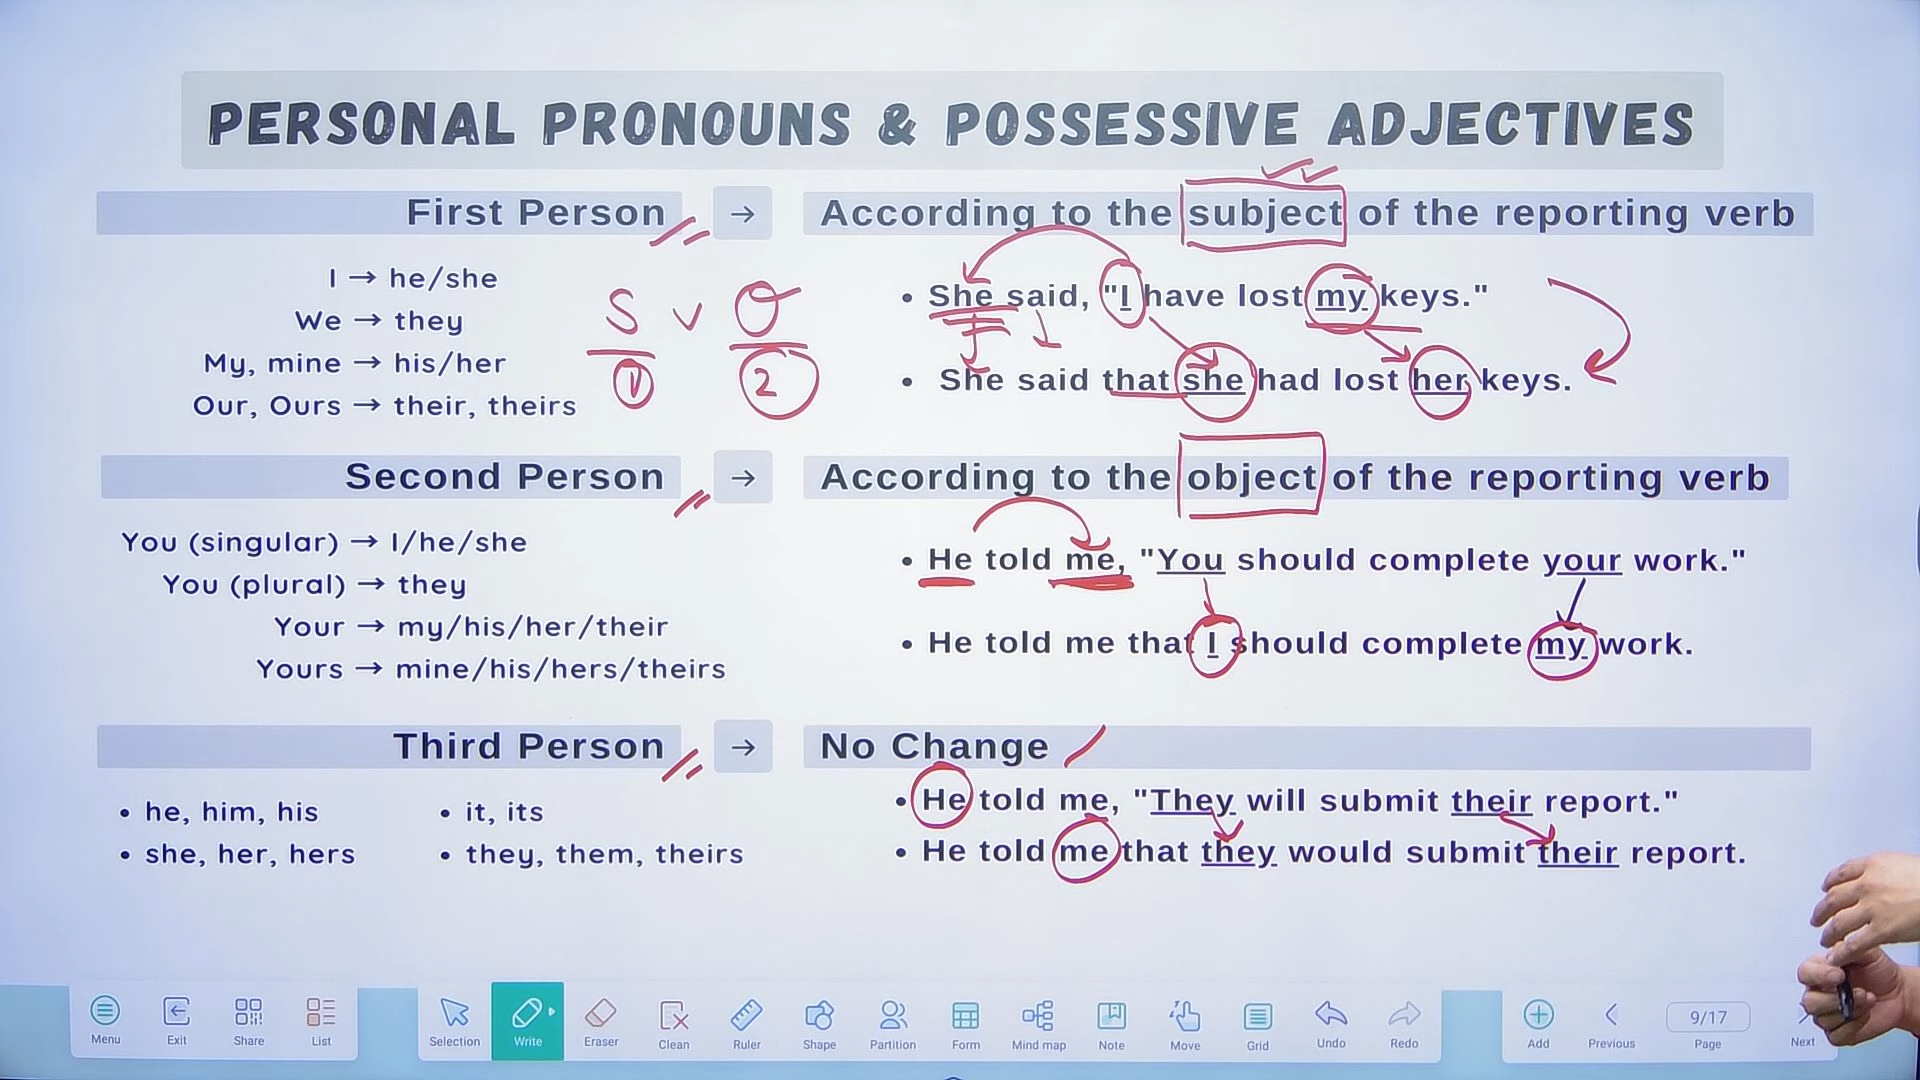 PERSONAL PRONOUNS & POSSESSIVE ADJECTIVES
First Person → According to the subject of the reporting verb
I → he/she
We → they
My, mine → his/her
Our, Ours → their, theirs
S V O
1 2
• She said, "I have lost my keys."
• She said that she had lost her keys.
Second Person → According to the object of the reporting verb
You (singular) → I/he/she
You (plural) → they
Your → my/his/her/their
Yours → mine/his/hers/theirs
• He told me, "You should complete your work."
• He told me that I should complete my work.
Third Person → No Change
• he, him, his
• she, her, hers
• it, its
• they, them, theirs
• He told me, "They will submit their report."
• He told me that they would submit their report.
Menu Exit Share List Selection Write Eraser Clean Ruler Shape Partition Form Mind map Note Move Grid Undo Redo Add Previous 9/17 Page Next